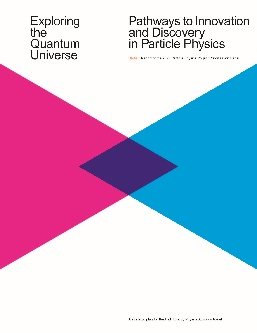 Exploring
the
Quantum
Universe
Pathways to Innovation
and Discovery
in Particle Physics